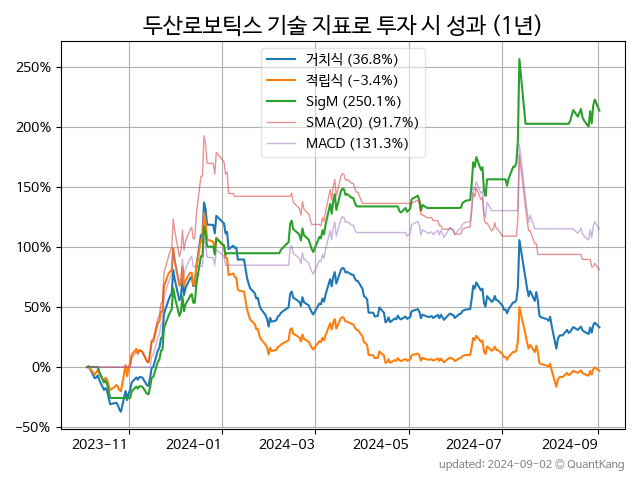 두산로보틱스 기술 지표로 투자 시 성과 (1년)
거치식 (36.8%)
적립식 (-3.4%)
SigM (250.1%)
SMA(20) (91.7%)
MACD (131.3%)
250%
200%
150%
100%
50%
0%
-50%
2023-11 2024-01 2024-03 2024-05 2024-07 2024-09
updated: 2024-09-02 © QuantKang